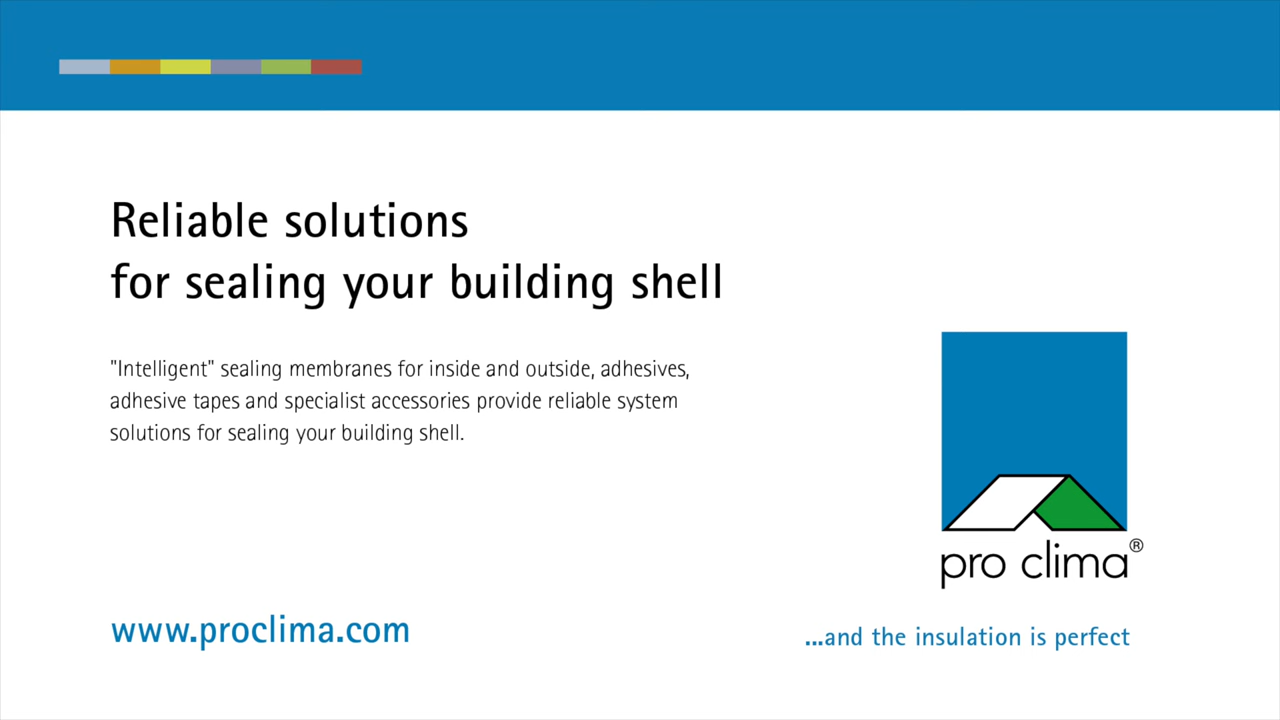 Reliable solutions
for sealing your building shell
"Intelligent" sealing membranes for inside and outside, adhesives,
adhesive tapes and specialist accessories provide reliable system
solutions for sealing your building shell.
pro clima®
www.proclima.com
...and the insulation is perfect